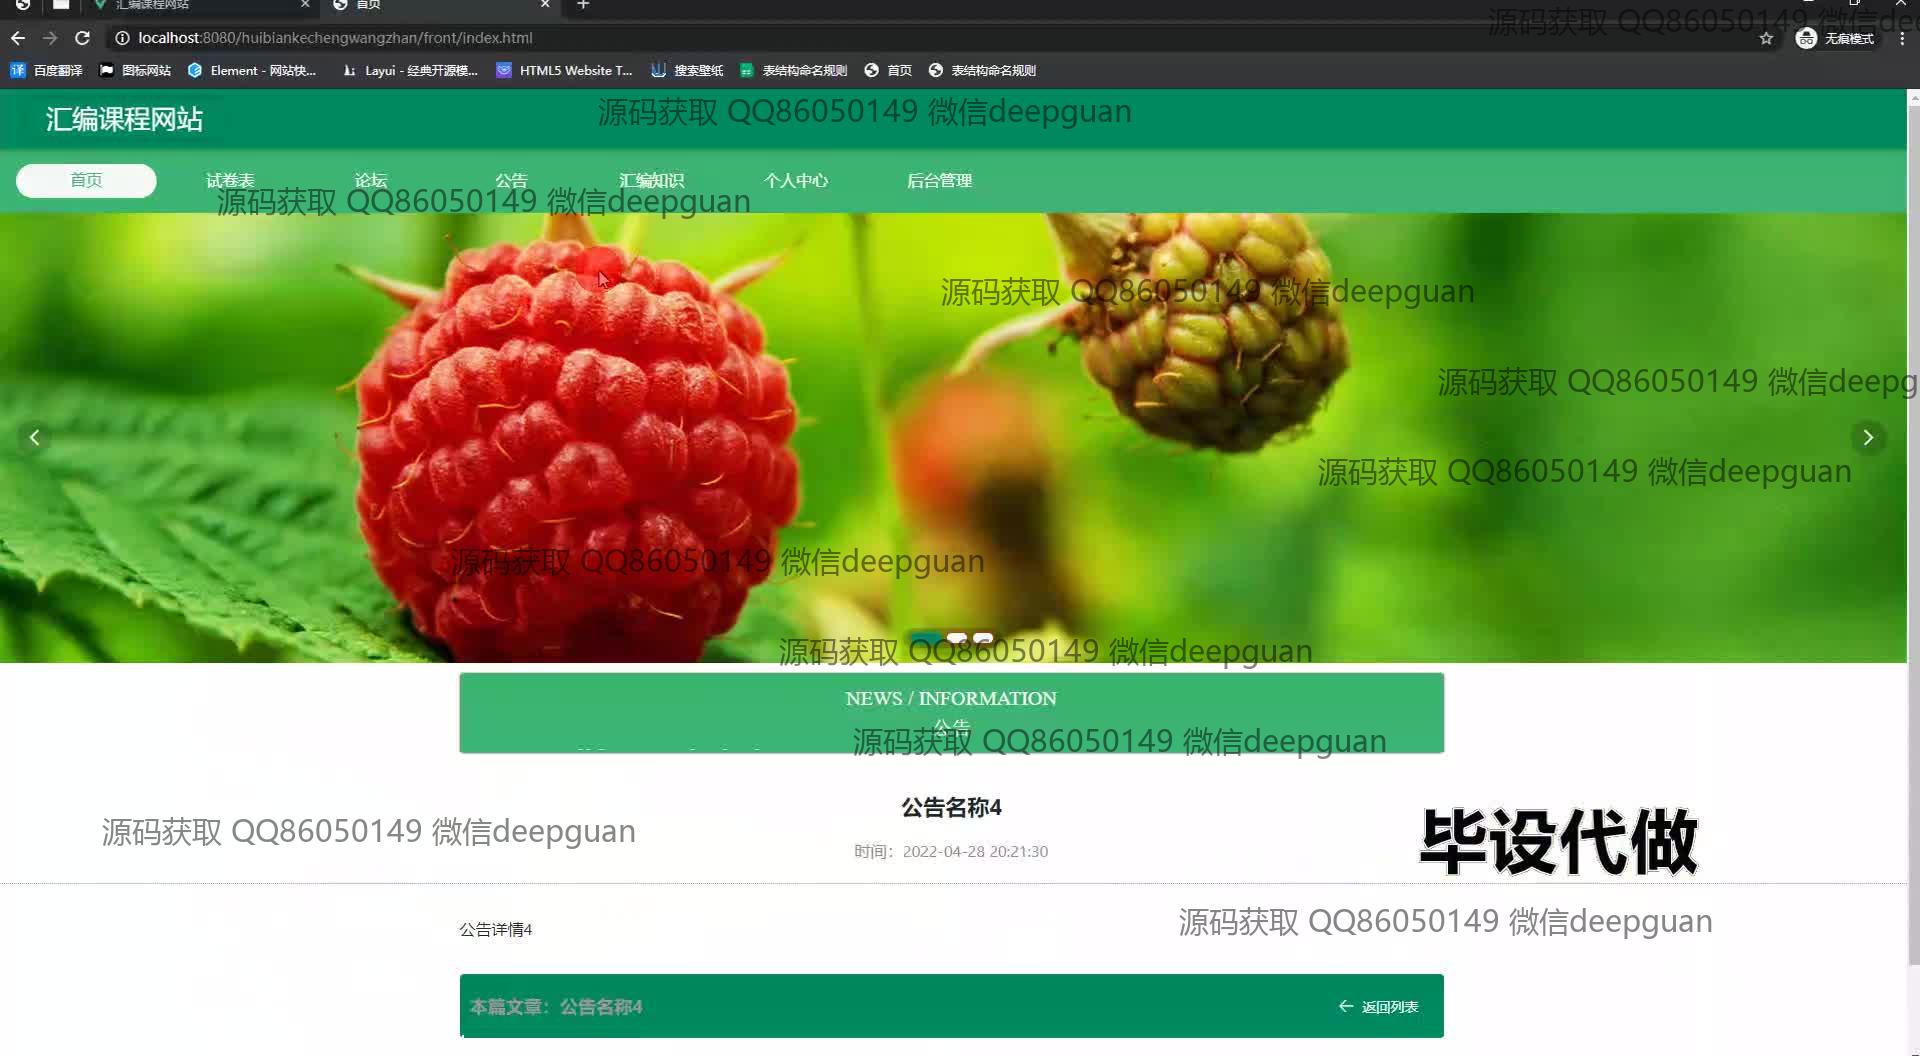 汇编课程网站
首页
localhost:8080/huibiankechengwangzhan/front/index.html
源码获取 QQ86050149 微信dee
无痕模式
百度翻译
图标网站
Element - 网站快...
Layui - 经典开源模...
HTML5 Website T...
搜索壁纸
表结构命名规则
首页
表结构命名规则
汇编课程网站
源码获取 QQ86050149 微信deepguan
首页
试卷表
论坛
公告
汇编知识
个人中心
后台管理
源码获取 QQ86050149 微信deepguan
源码获取 QQ86050149 微信deepguan
源码获取 QQ86050149 微信deepg
源码获取 QQ86050149 微信deepguan
源码获取 QQ86050149 微信deepguan
源码获取 QQ86050149 微信deepguan
NEWS / INFORMATION
公告
源码获取 QQ86050149 微信deepguan
公告名称4
源码获取 QQ86050149 微信deepguan
毕设代做
时间：2022-04-28 20:21:30
源码获取 QQ86050149 微信deepguan
公告详情4
本篇文章：公告名称4
返回列表